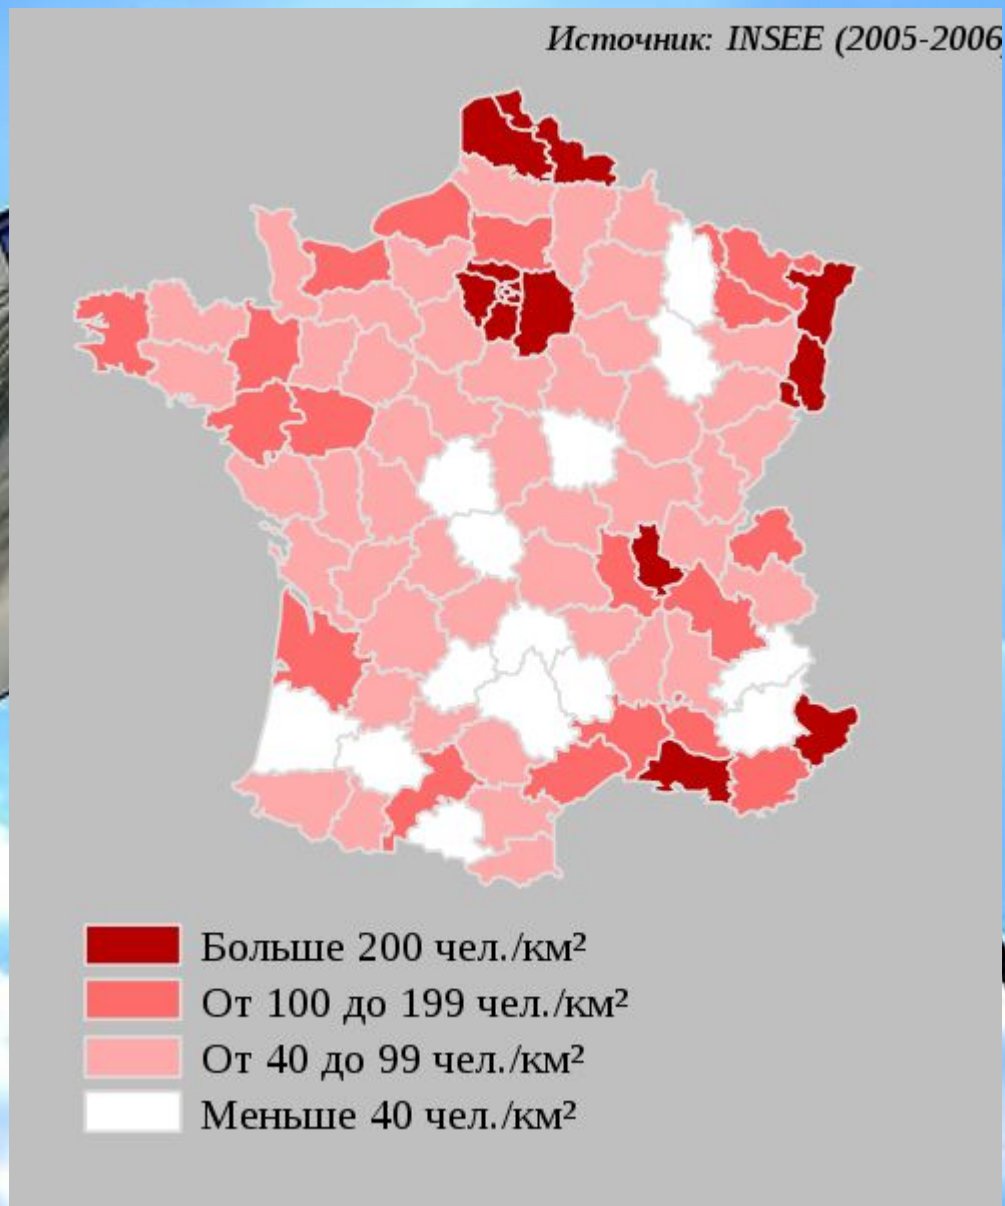 Источник: INSEE (2005-2006)
Больше 200 чел./км²
От 100 до 199 чел./км²
От 40 до 99 чел./км²
Меньше 40 чел./км²